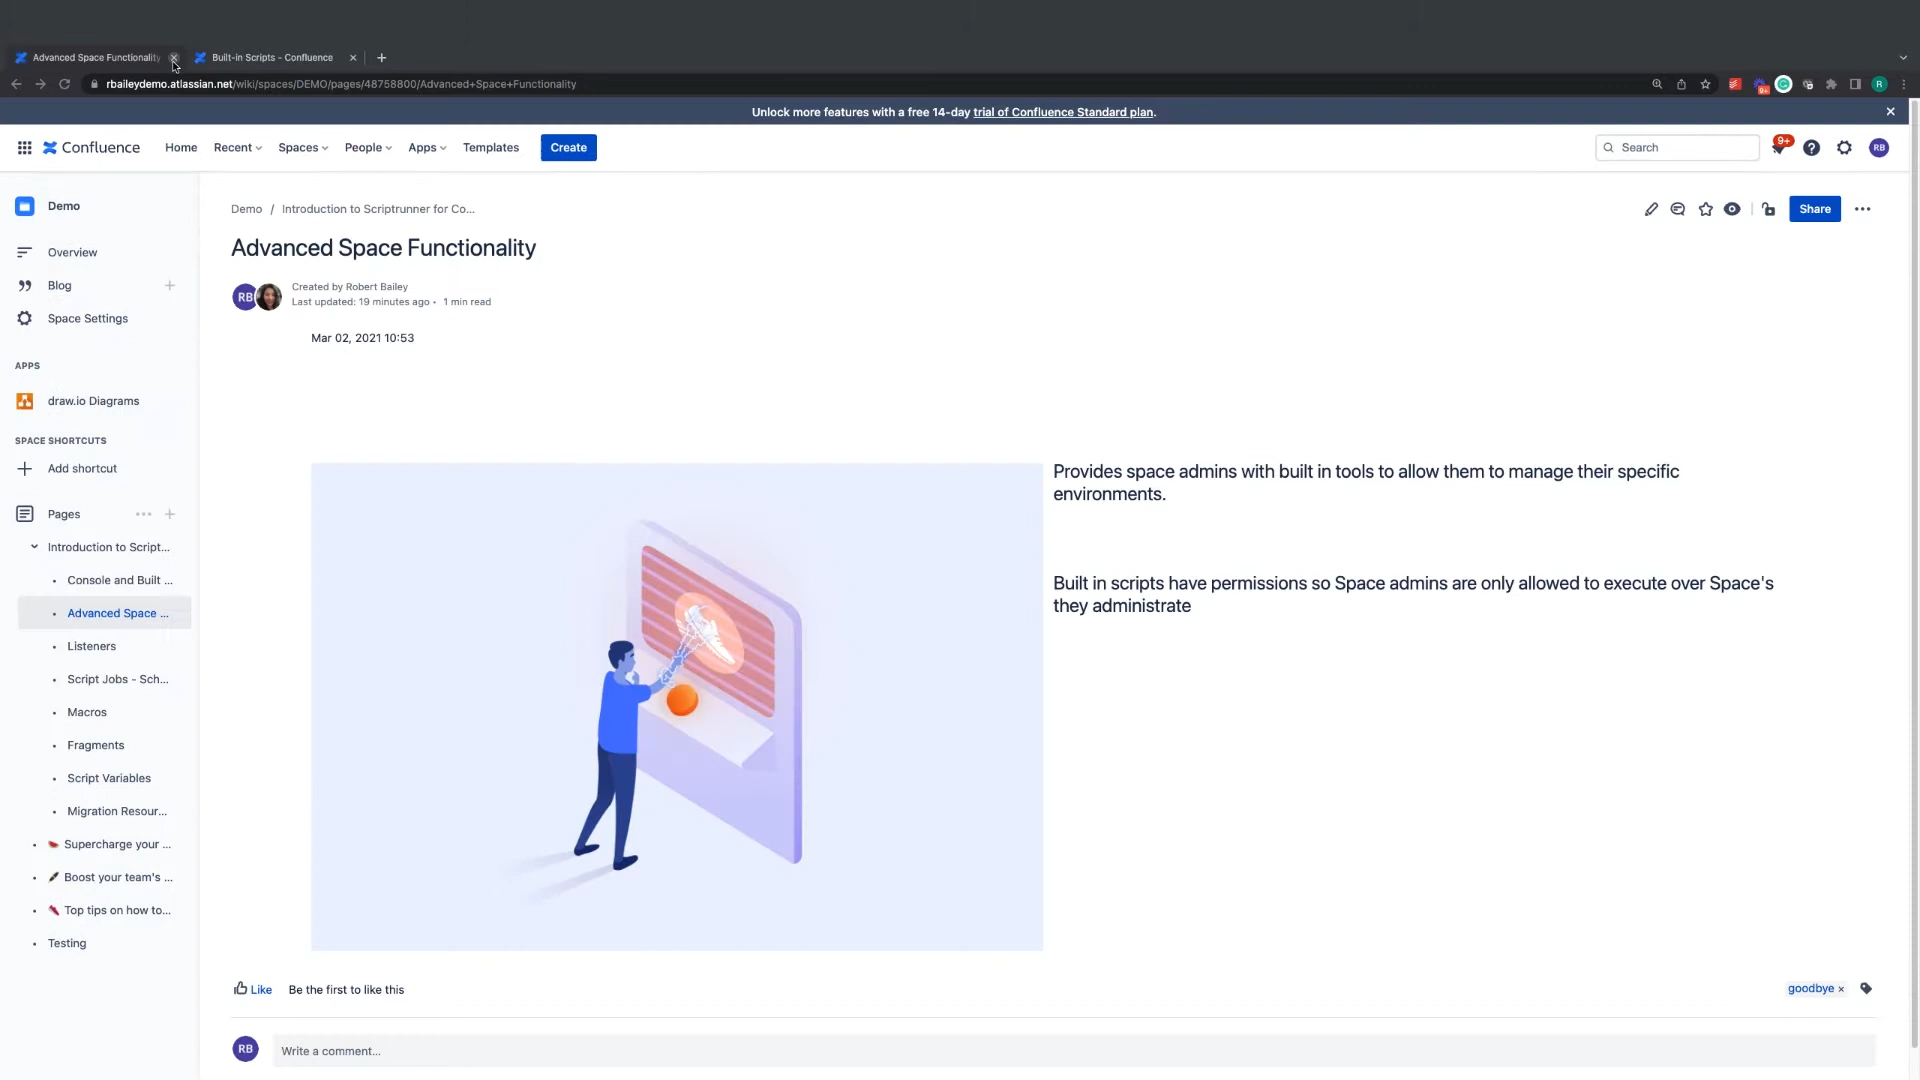 Advanced Space Functionality
Built-in Scripts - Confluence
rbaileydemo.atlassian.net/wiki/spaces/DEMO/pages/48758800/Advanced+Space+Functionality
9+
R
Unlock more features with a free 14-day trial of Confluence Standard plan.
Confluence
Home
Recent
Spaces
People
Apps
Templates
Create
Search
9+
RB
Demo
Overview
Blog
Space Settings
APPS
draw.io Diagrams
SPACE SHORTCUTS
Add shortcut
Pages
Introduction to Script...
Console and Built ...
Advanced Space ...
Listeners
Script Jobs - Sch...
Macros
Fragments
Script Variables
Migration Resour...
Supercharge your ...
Boost your team's ...
Top tips on how to...
Testing
Demo / Introduction to Scriptrunner for Co...
Share
Advanced Space Functionality
RB
Created by Robert Bailey
Last updated: 19 minutes ago • 1 min read
Mar 02, 2021 10:53
Provides space admins with built in tools to allow them to manage their specific
environments.
Built in scripts have permissions so Space admins are only allowed to execute over Space's
they administrate
Like
Be the first to like this
goodbye ×
RB
Write a comment...